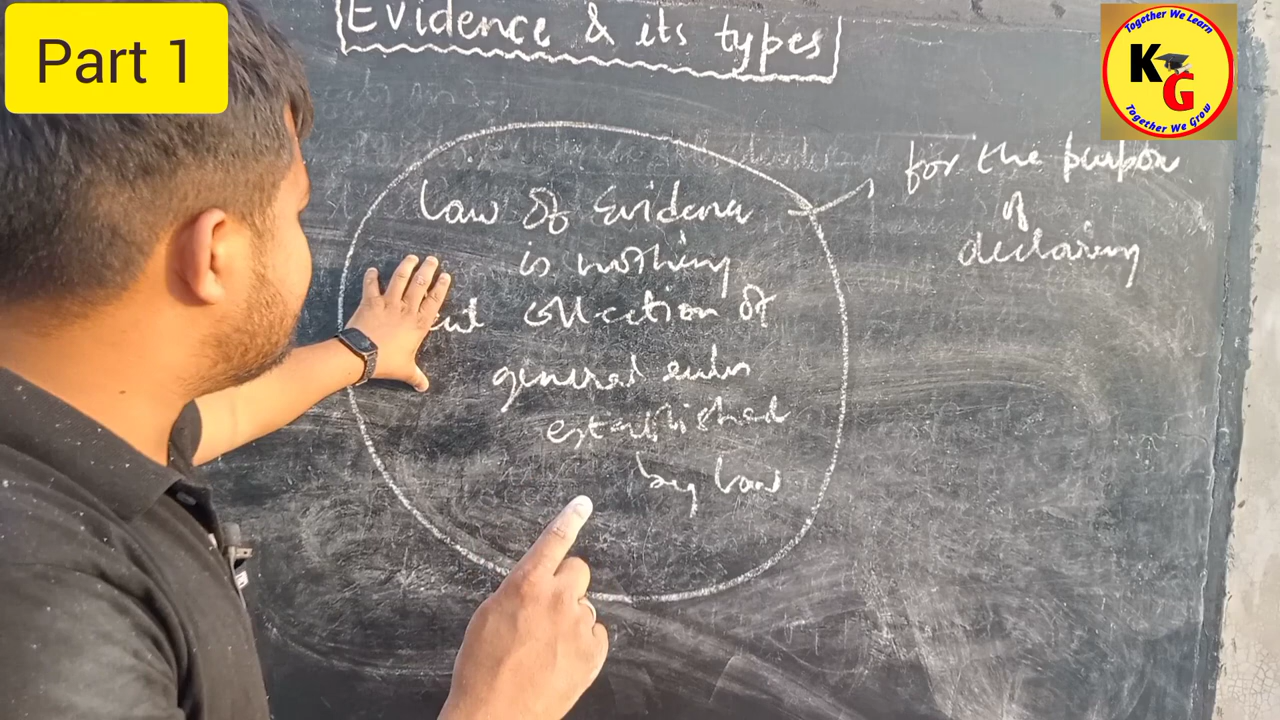 Part 1
Evidence & its types
Together We Learn
KG
Together We Grow
Law Of Evidence
is nothing
collection of
general rules
established
by law
for the purpose
of
declaring